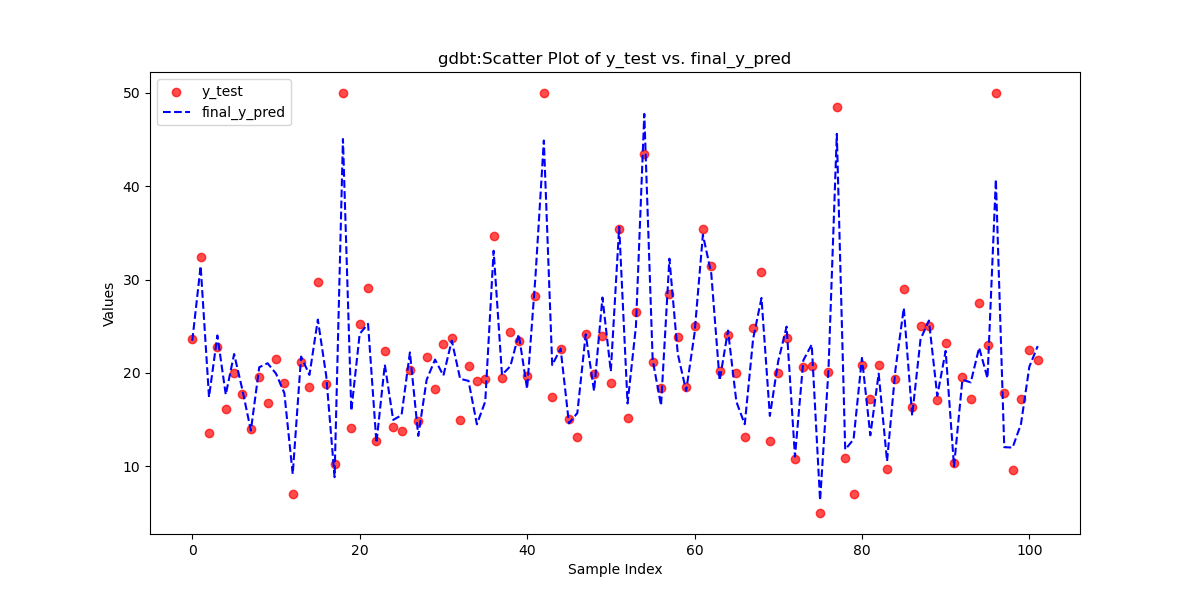 gdbt:Scatter Plot of y_test vs. final_y_pred
y_test
final_y_pred
50
40
30
20
10
Values
0
20
40
60
80
100
Sample Index